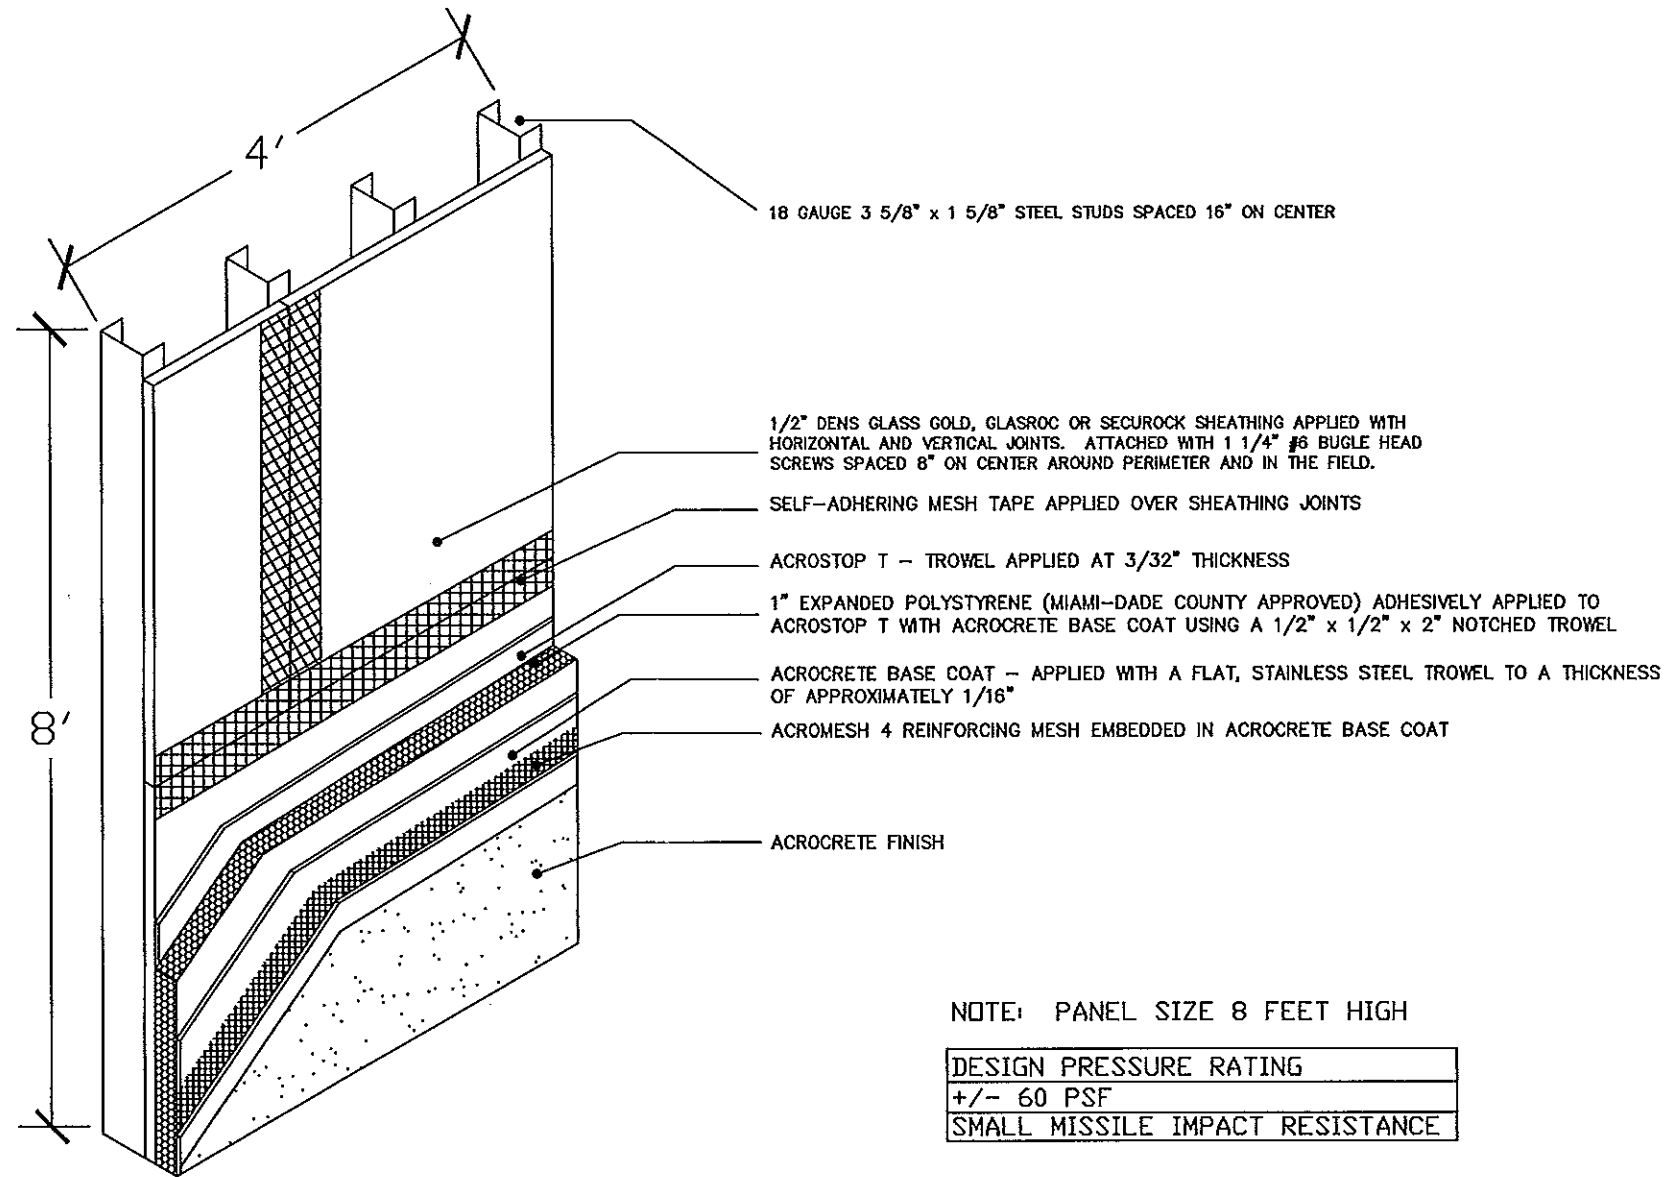 4'
18 GAUGE 3 5/8" x 1 5/8" STEEL STUDS SPACED 16" ON CENTER
1/2" DENS GLASS GOLD, GLASROC OR SECUROCK SHEATHING APPLIED WITH
HORIZONTAL AND VERTICAL JOINTS. ATTACHED WITH 1 1/4" #6 BUGLE HEAD
SCREWS SPACED 8" ON CENTER AROUND PERIMETER AND IN THE FIELD.
SELF-ADHERING MESH TAPE APPLIED OVER SHEATHING JOINTS
ACROSTOP T – TROWEL APPLIED AT 3/32" THICKNESS
1" EXPANDED POLYSTYRENE (MIAMI-DADE COUNTY APPROVED) ADHESIVELY APPLIED TO
ACROSTOP T WITH ACROCRETE BASE COAT USING A 1/2" x 1/2" x 2" NOTCHED TROWEL
ACROCRETE BASE COAT – APPLIED WITH A FLAT, STAINLESS STEEL TROWEL TO A THICKNESS
OF APPROXIMATELY 1/16"
8'
ACROMESH 4 REINFORCING MESH EMBEDDED IN ACROCRETE BASE COAT
ACROCRETE FINISH
NOTE: PANEL SIZE 8 FEET HIGH
DESIGN PRESSURE RATING
+/- 60 PSF
SMALL MISSILE IMPACT RESISTANCE